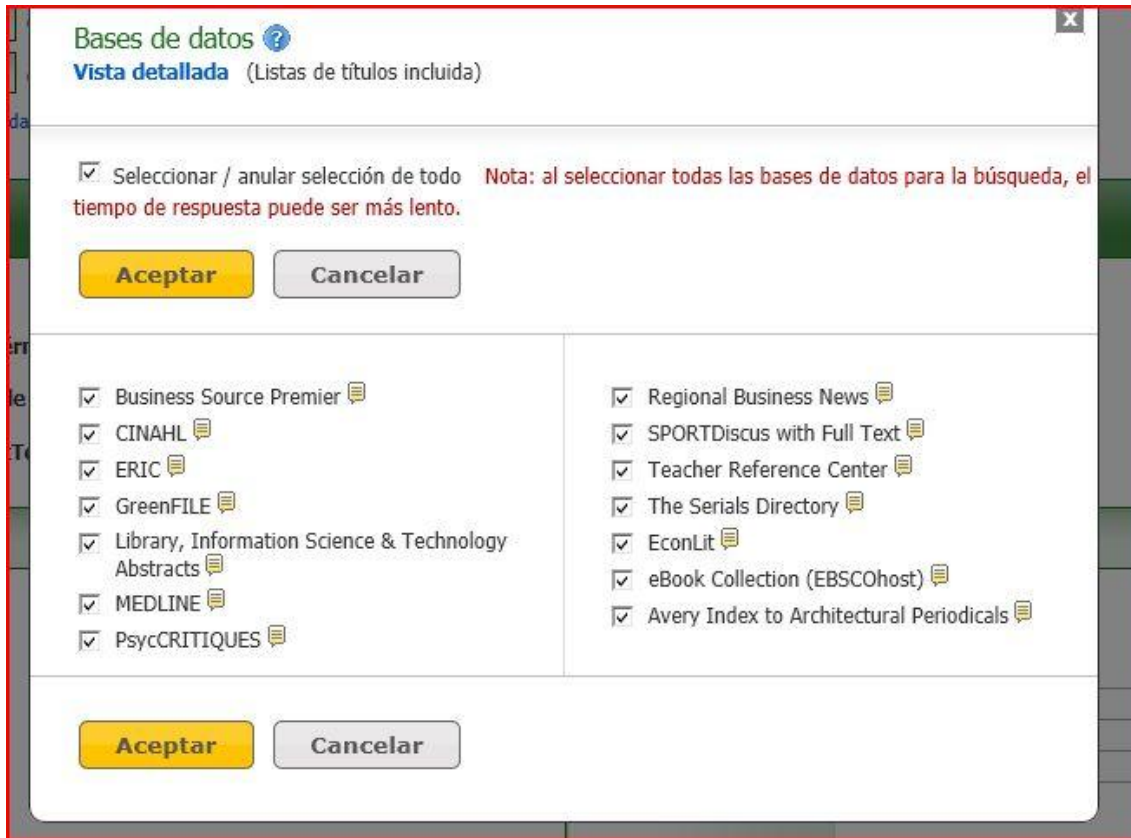 Bases de datos ?
x
Vista detallada (Listas de títulos incluida)
da
Seleccionar / anular selección de todo Nota: al seleccionar todas las bases de datos para la búsqueda, el
tiempo de respuesta puede ser más lento.
Aceptar Cancelar
Business Source Premier
CINAHL
ERIC
GreenFILE
Library, Information Science & Technology
Abstracts
MEDLINE
PsycCRITIQUES
Regional Business News
SPORTDiscus with Full Text
Teacher Reference Center
The Serials Directory
EconLit
eBook Collection (EBSCOhost)
Avery Index to Architectural Periodicals
Aceptar Cancelar